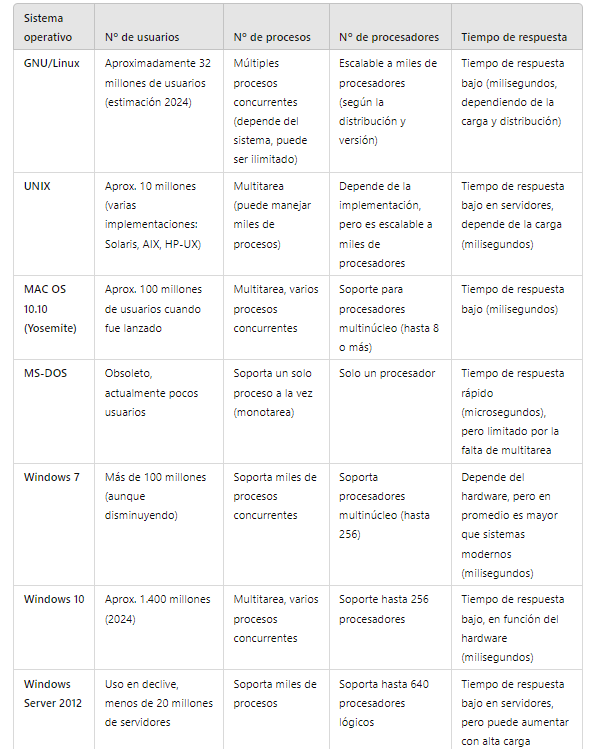 Sistema
operativo
Nº de usuarios
Nº de procesos
Nº de procesadores
Tiempo de respuesta
GNU/Linux
Aproximadamente 32
millones de usuarios
(estimación 2024)
Múltiples
procesos
concurrentes
(depende del
sistema, puede
ser ilimitado)
Escalable a miles de
procesadores
(según la
distribución y
versión)
Tiempo de respuesta
bajo (milisegundos,
dependiendo de la
carga y distribución)
UNIX
Aprox. 10 millones
(varias
implementaciones:
Solaris, AIX, HP-UX)
Multitarea
(puede manejar
miles de
procesos)
Depende de la
implementación,
pero es escalable a
miles de
procesadores
Tiempo de respuesta
bajo en servidores,
depende de la carga
(milisegundos)
MAC OS
10.10
(Yosemite)
Aprox. 100 millones
de usuarios cuando
fue lanzado
Multitarea, varios
procesos
concurrentes
Soporte para
procesadores
multinúcleo (hasta 8
o más)
Tiempo de respuesta
bajo (milisegundos)
MS-DOS
Obsoleto,
actualmente pocos
usuarios
Soporta un solo
proceso a la vez
(monotarea)
Solo un procesador
Tiempo de respuesta
rápido
(microsegundos),
pero limitado por la
falta de multitarea
Windows 7
Más de 100 millones
(aunque
disminuyendo)
Soporta miles de
procesos
concurrentes
Soporta
procesadores
multinúcleo (hasta
256)
Depende del
hardware, pero en
promedio es mayor
que sistemas
modernos
(milisegundos)
Windows 10
Aprox. 1.400 millones
(2024)
Multitarea, varios
procesos
concurrentes
Soporte hasta 256
procesadores
Tiempo de respuesta
bajo, en función del
hardware
(milisegundos)
Windows
Server 2012
Uso en declive,
menos de 20 millones
de servidores
Soporta miles de
procesos
Soporta hasta 640
procesadores
lógicos
Tiempo de respuesta
bajo en servidores,
pero puede aumentar
con alta carga